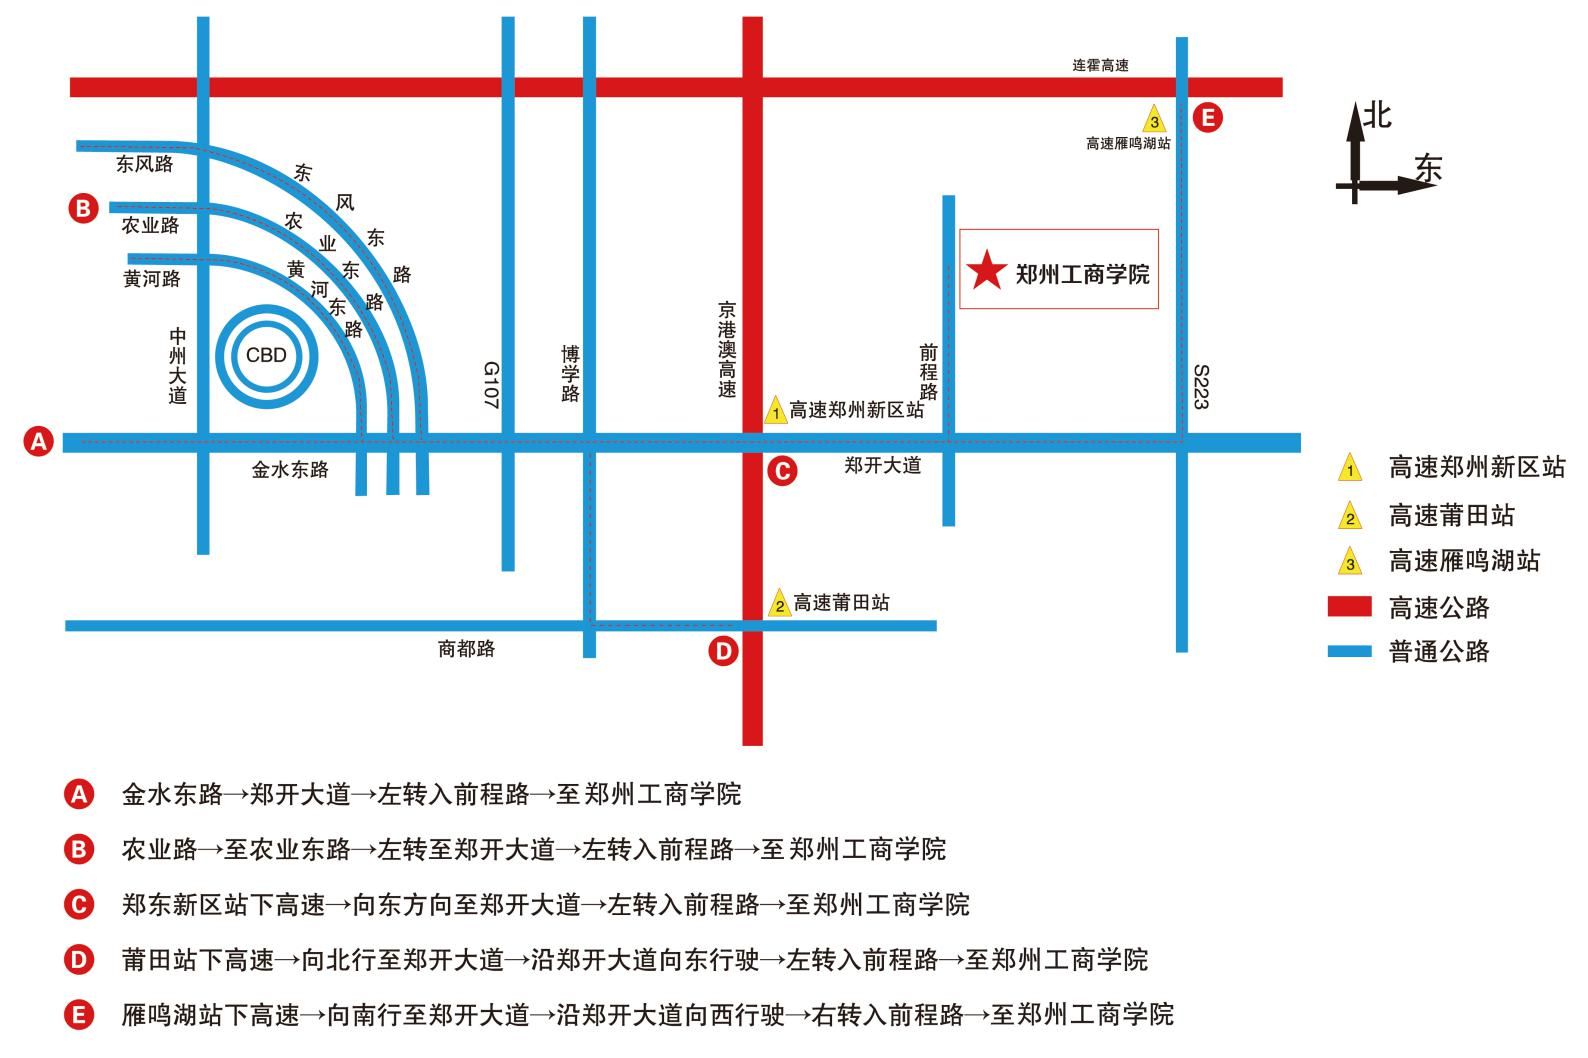 连霍高速
北
E
3
高速雁鸣湖站
东
东风路
东风东路
B
农业路
农业东路
郑州工商学院
黄河路
黄河东路
中州大道
CBD
G107
博学路
京港澳高速
前程路
S223
1
高速郑州新区站
A
金水东路
C
郑开大道
1
高速郑州新区站
2
高速莆田站
3
高速雁鸣湖站
2
高速莆田站
高速公路
商都路
D
普通公路
A 金水东路→郑开大道→左转入前程路→至郑州工商学院
B 农业路→至农业东路→左转至郑开大道→左转入前程路→至郑州工商学院
C 郑东新区站下高速→向东方向至郑开大道→左转入前程路→至郑州工商学院
D 莆田站下高速→向北行至郑开大道→沿郑开大道向东行驶→左转入前程路→至郑州工商学院
E 雁鸣湖站下高速→向南行至郑开大道→沿郑开大道向西行驶→右转入前程路→至郑州工商学院